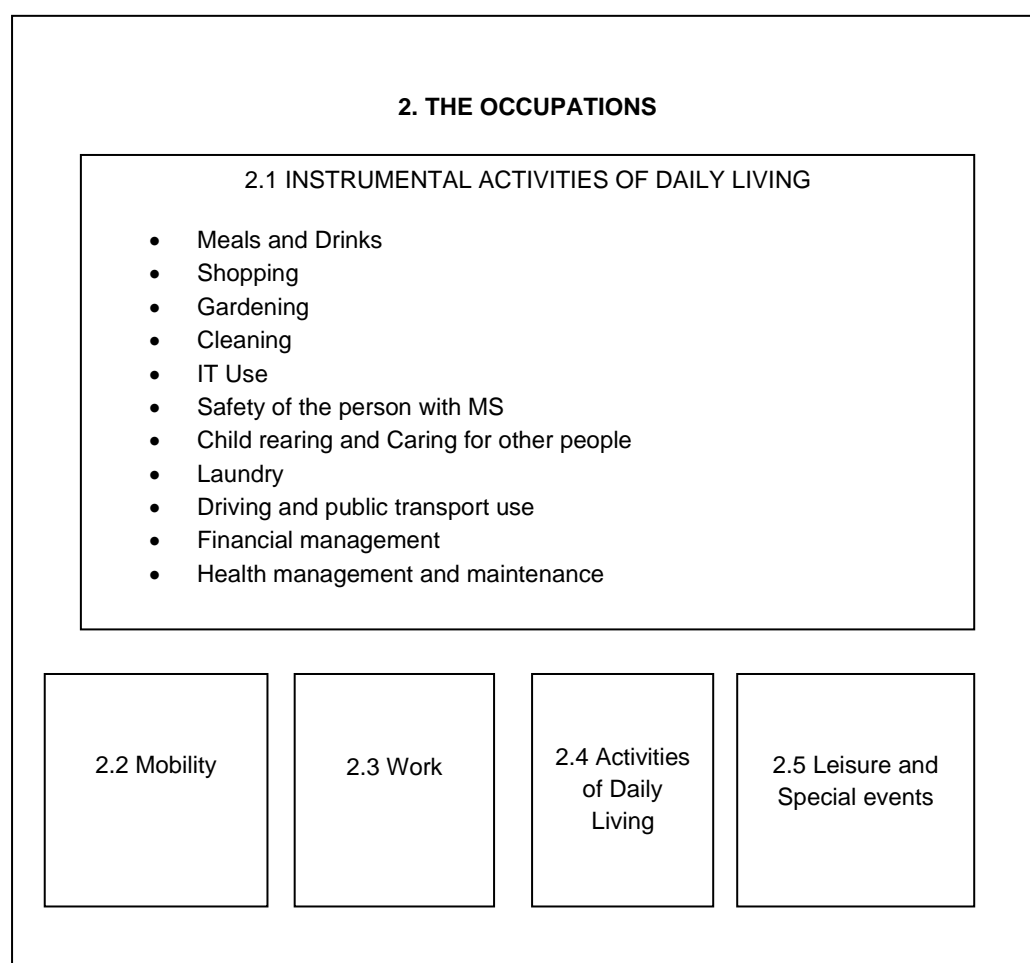 2. THE OCCUPATIONS
2.1 INSTRUMENTAL ACTIVITIES OF DAILY LIVING
• Meals and Drinks
• Shopping
• Gardening
• Cleaning
• IT Use
• Safety of the person with MS
• Child rearing and Caring for other people
• Laundry
• Driving and public transport use
• Financial management
• Health management and maintenance
2.2 Mobility
2.3 Work
2.4 Activities
of Daily
Living
2.5 Leisure and
Special events